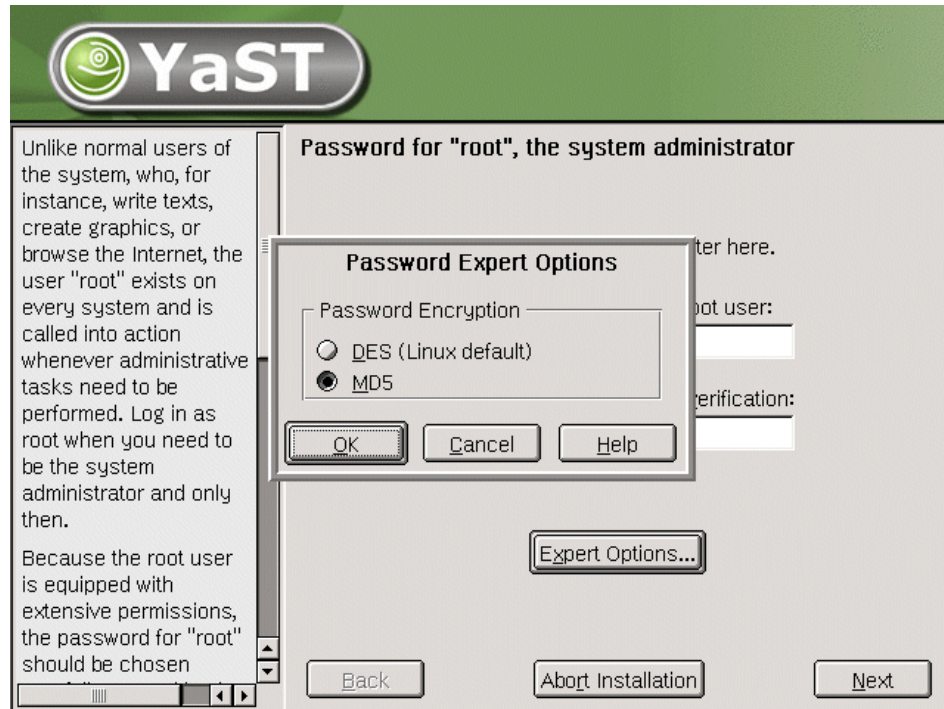 YaST
Unlike normal users of
the system, who, for
instance, write texts,
create graphics, or
browse the Internet, the
user "root" exists on
every system and is
called into action
whenever administrative
tasks need to be
performed. Log in as
root when you need to
be the system
administrator and only
then.
Because the root user
is equipped with
extensive permissions,
the password for "root"
should be chosen
Password for "root", the system administrator
ter here.
oot user:
verification:
Password Expert Options
Password Encryption
DES (Linux default)
MD5
OK Cancel Help
Expert Options...
Back Abort Installation Next